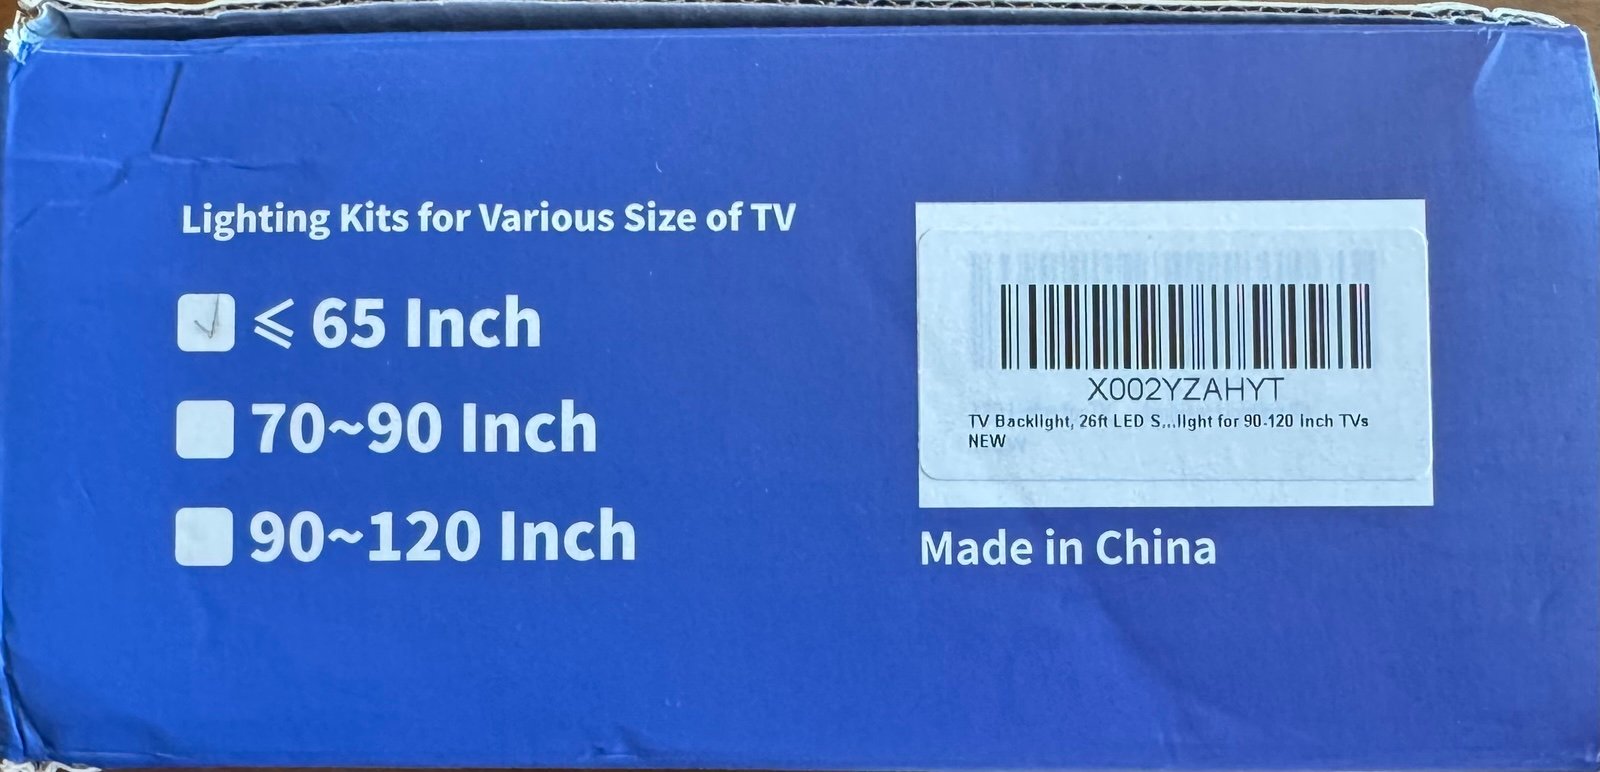 Lighting Kits for Various Size of TV
⩽ 65 Inch
70~90 Inch
90~120 Inch
X002YZAHYT
TV Backlight, 26ft LED S...light for 90-120 Inch TVs
NEW
Made in China